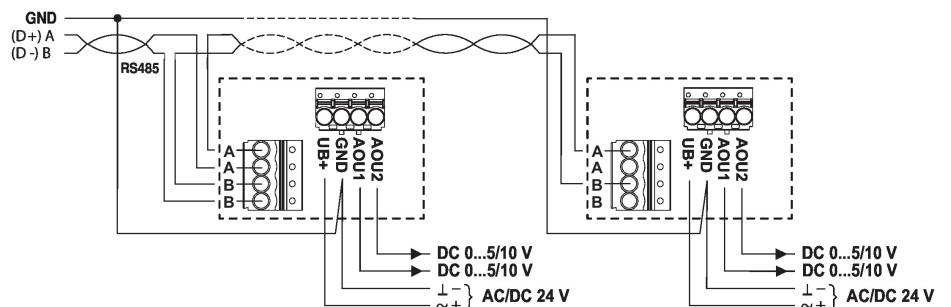 GND
(D+) A
(D -) B
RS485
UB+
GND
AOU1
AOU2
A
A
B
B
DC 0...5/10 V
DC 0...5/10 V
⊥ −
≂ +
AC/DC 24 V
UB+
GND
AOU1
AOU2
A
A
B
B
DC 0...5/10 V
DC 0...5/10 V
⊥ −
≂ +
AC/DC 24 V